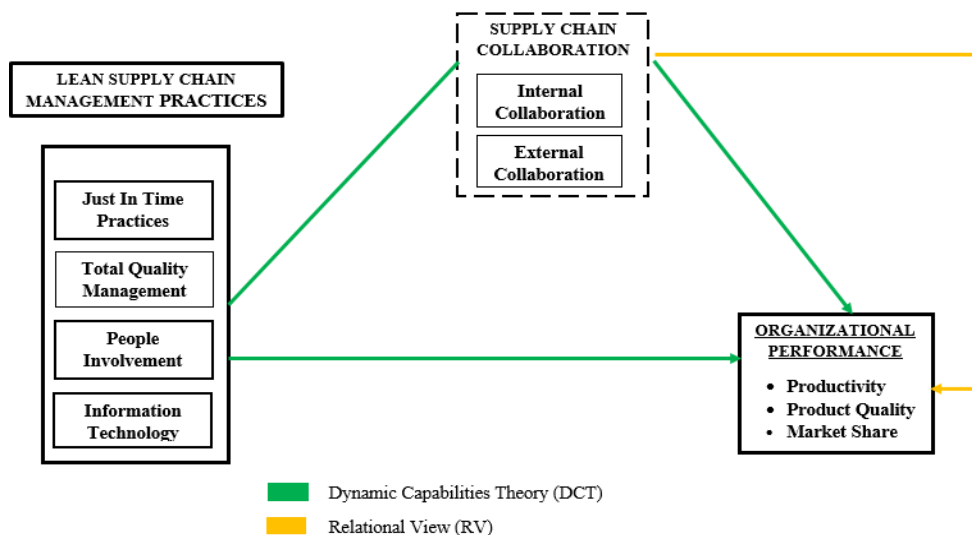 SUPPLY CHAIN
COLLABORATION
Internal
Collaboration
External
Collaboration
LEAN SUPPLY CHAIN
MANAGEMENT PRACTICES
Just In Time
Practices
Total Quality
Management
People
Involvement
Information
Technology
ORGANIZATIONAL
PERFORMANCE
• Productivity
• Product Quality
• Market Share
Dynamic Capabilities Theory (DCT)
Relational View (RV)